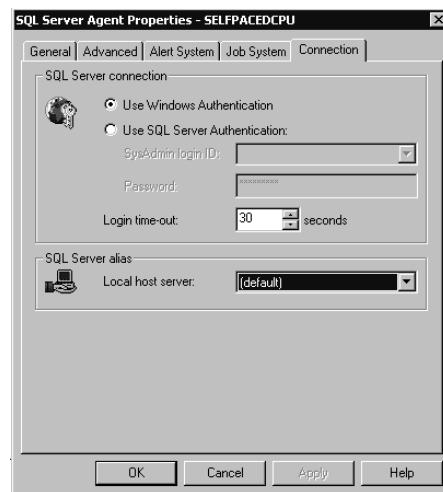 SQL Server Agent Properties - SELFPACEDCPU
General Advanced Alert System Job System Connection
SQL Server connection
Use Windows Authentication
Use SQL Server Authentication:
SysAdmin login ID:
Password: ×××××××××
Login time-out: 30 seconds
SQL Server alias
Local host server: (default)
OK Cancel Apply Help